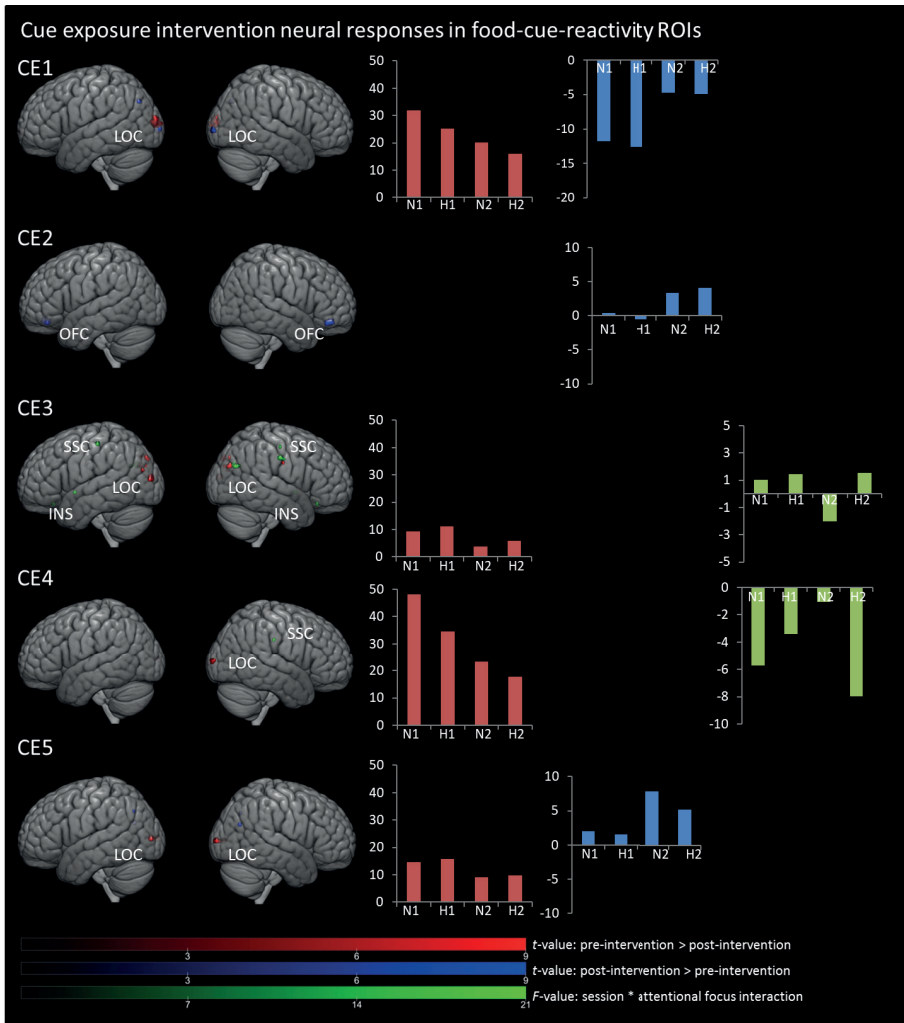 Cue exposure intervention neural responses in food-cue-reactivity ROIs
CE1
LOC
LOC
50
40
30
20
10
0
N1
H1
N2
H2
0
-5
-10
-15
-20
N1
H1
N2
H2
CE2
OFC
OFC
10
5
0
-5
-10
N1
H1
N2
H2
CE3
SSC
LOC
INS
SSC
LOC
INS
50
40
30
20
10
0
N1
H1
N2
H2
5
3
1
-1
-3
-5
N1
H1
N2
H2
CE4
SSC
LOC
50
40
30
20
10
0
N1
H1
N2
H2
0
-2
-4
-6
-8
-10
N1
H1
N2
H2
CE5
LOC
LOC
50
40
30
20
10
0
N1
H1
N2
H2
10
5
0
-5
-10
N1
H1
N2
H2
3 6 9
t-value: pre-intervention > post-intervention
3 6 9
t-value: post-intervention > pre-intervention
7 14 21
F-value: session * attentional focus interaction